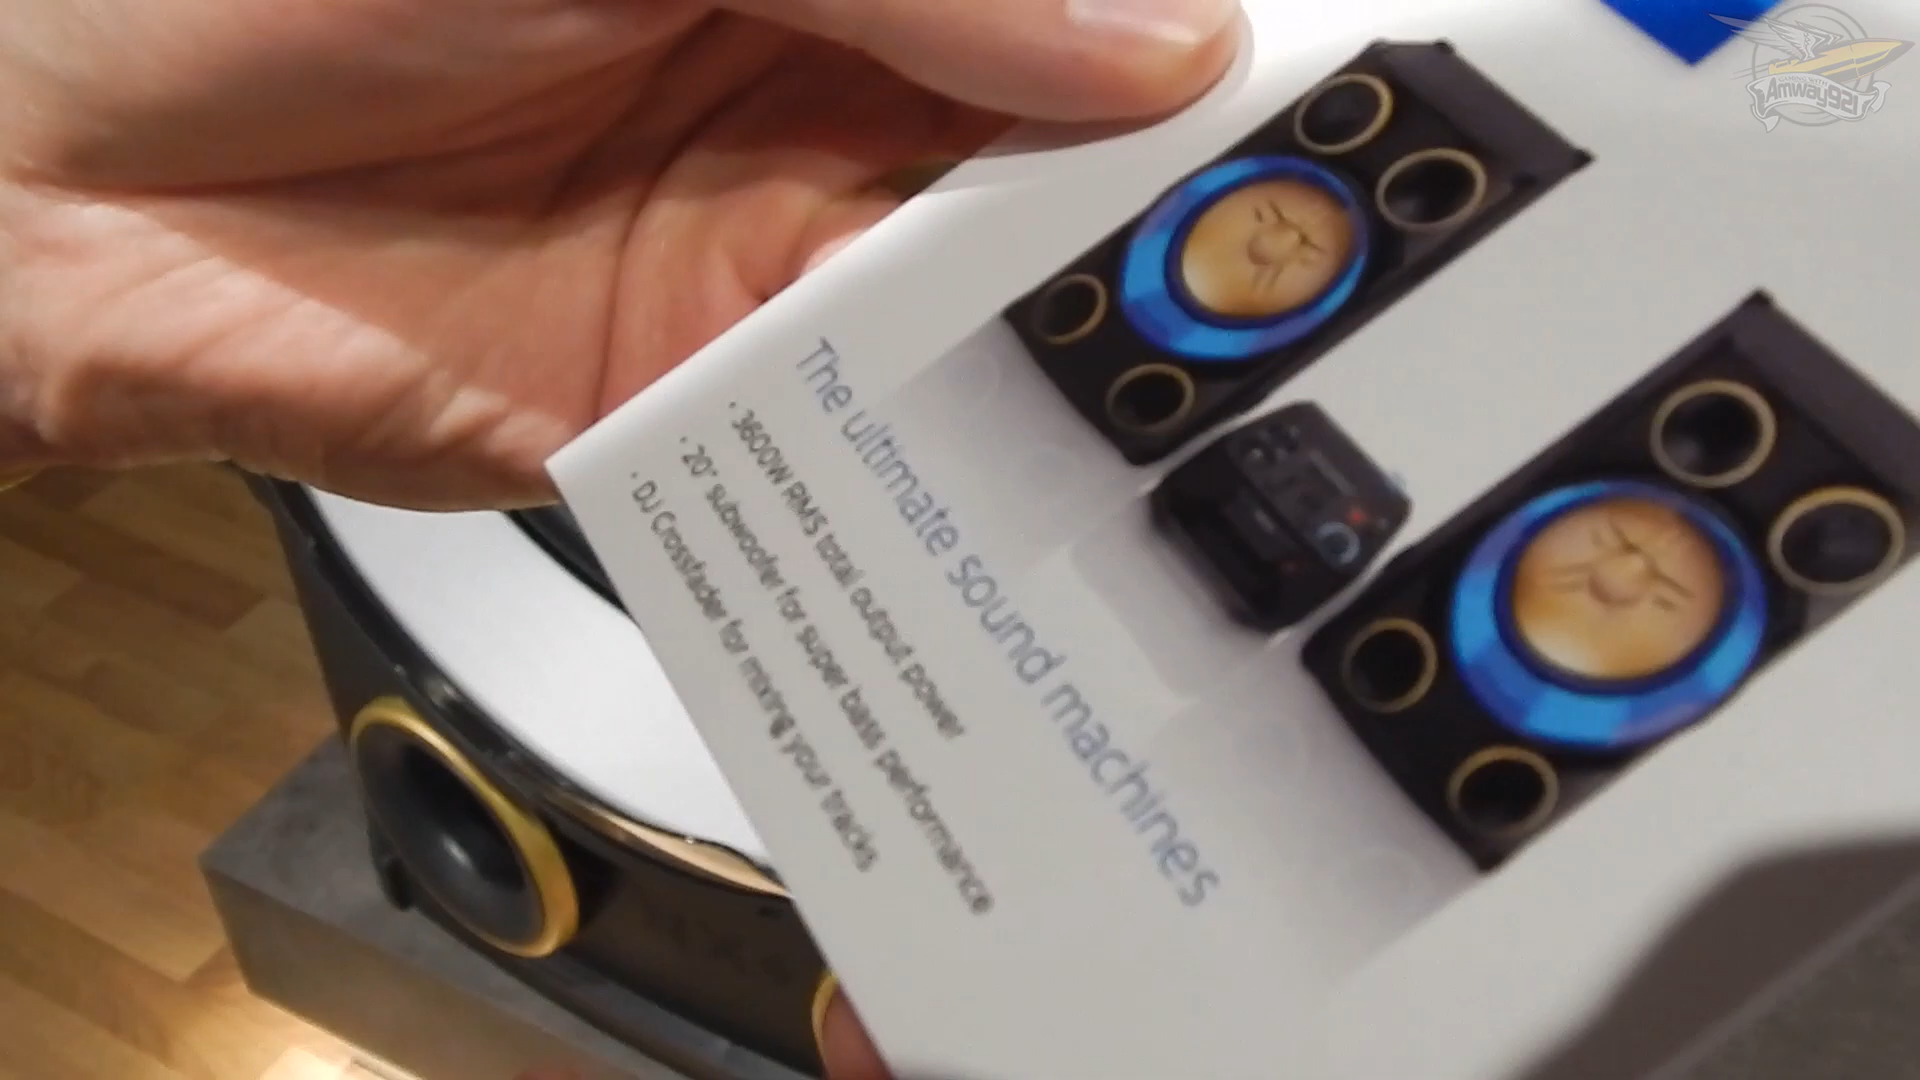 The ultimate sound machines
· 3600W RMS total output power
· 20" subwoofer for super bass performance
· DJ Crossfader for mixing your tracks
Amway921